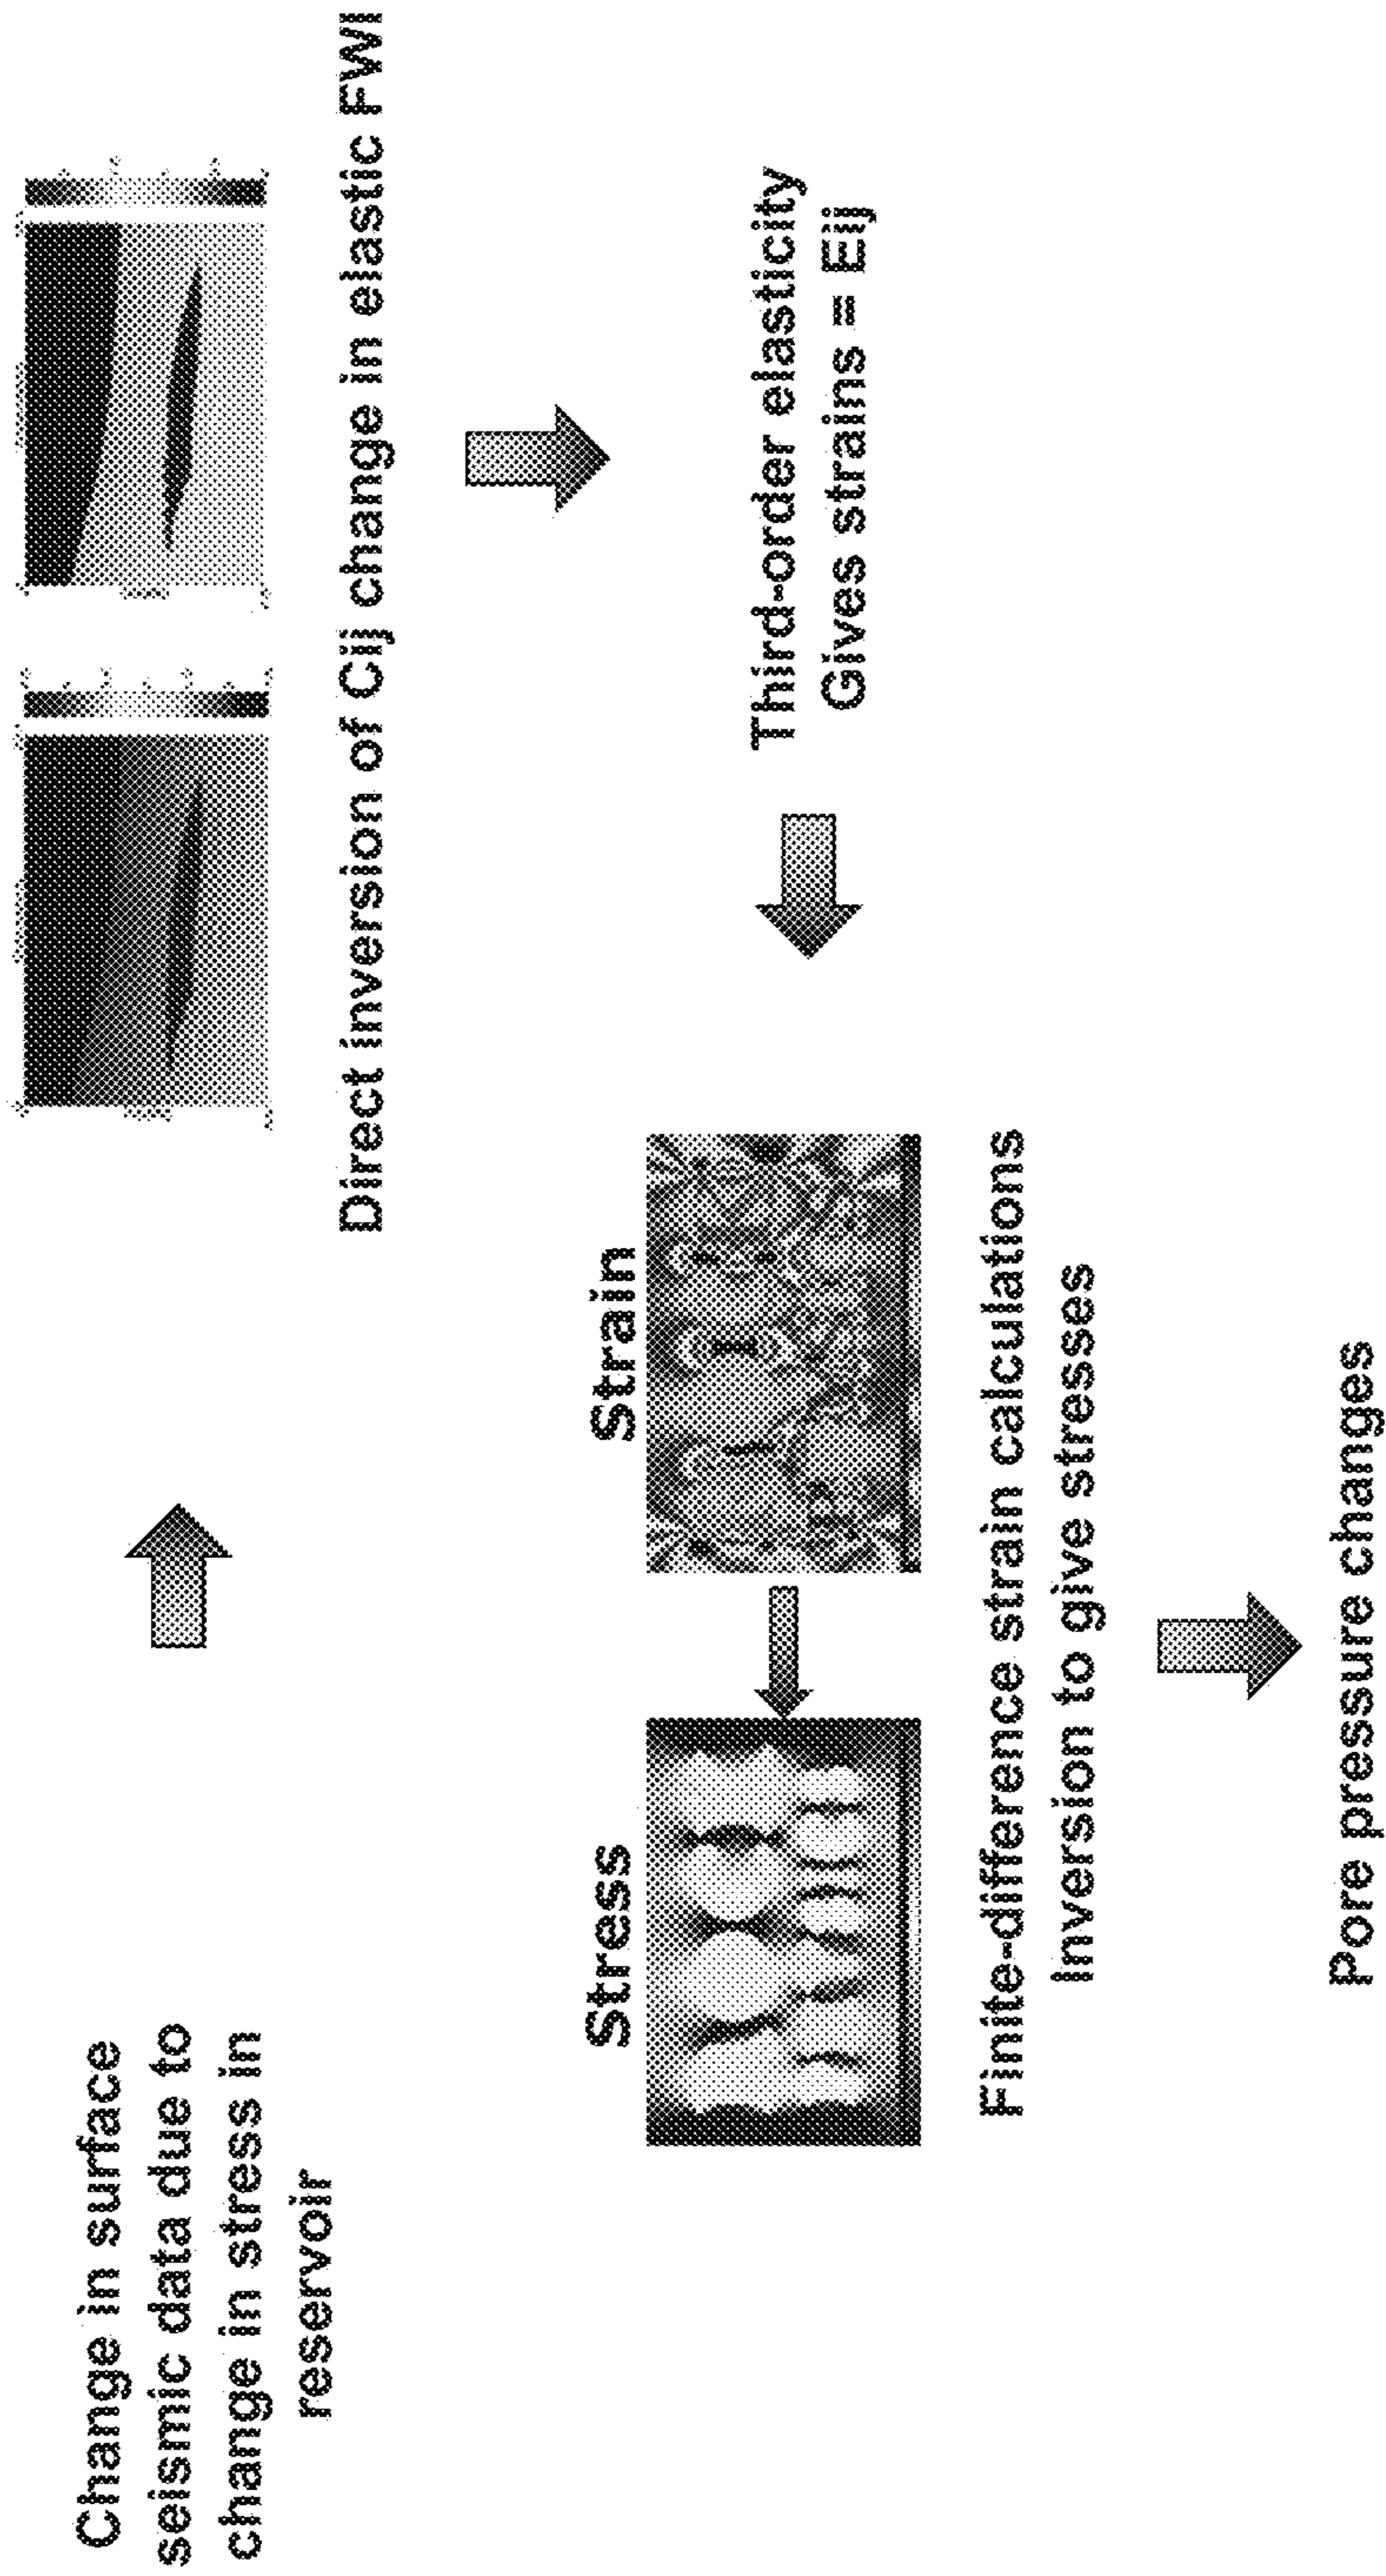 Change in surface
seismic data due to
change in stress in
reservoir
Direct inversion of Cij change in elastic FWI
Third-order elasticity
Gives strains = Eij
Stress
Strain
Finite-difference strain calculations
Inversion to give stresses
Pore pressure changes